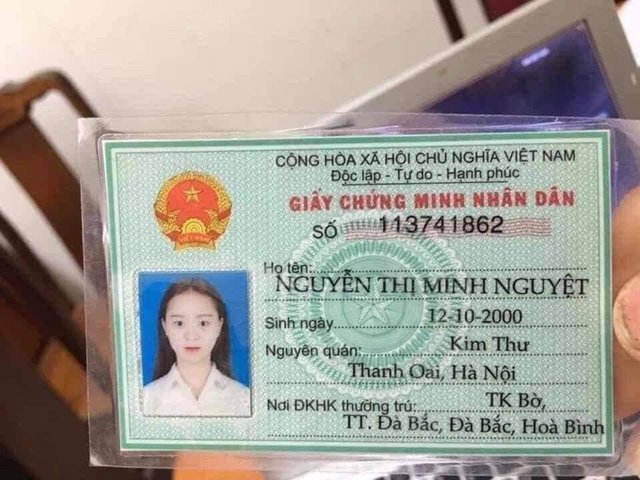 CỘNG HÒA XÃ HỘI CHỦ NGHĨA VIỆT NAM
Độc lập - Tự do - Hạnh phúc
GIẤY CHỨNG MINH NHÂN DÂN
SỐ 113741862
Họ tên: NGUYỄN THỊ MINH NGUYỆT
Sinh ngày 12-10-2000
Nguyên quán: Kim Thư
Thanh Oai, Hà Nội
Nơi ĐKHK thường trú: TK Bờ,
TT. Đà Bắc, Đà Bắc, Hoà Bình